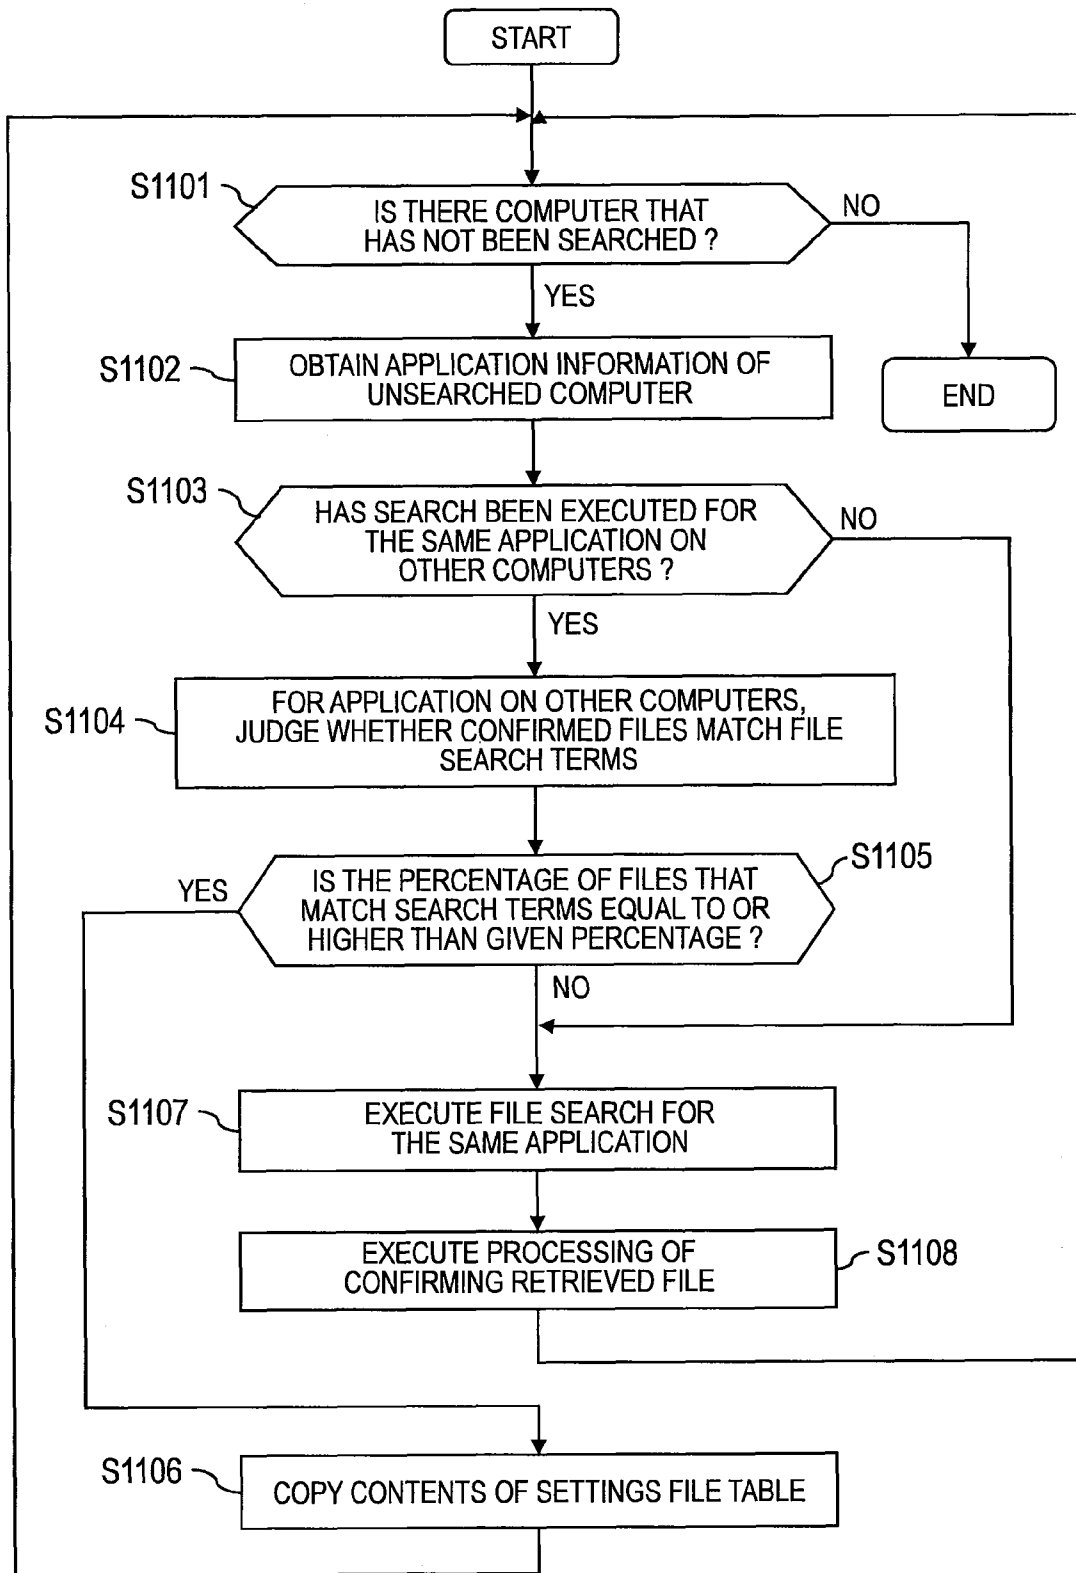 START
S1101
IS THERE COMPUTER THAT
HAS NOT BEEN SEARCHED ?
NO
YES
S1102
OBTAIN APPLICATION INFORMATION OF
UNSEARCHED COMPUTER
END
S1103
HAS SEARCH BEEN EXECUTED FOR
THE SAME APPLICATION ON
OTHER COMPUTERS ?
NO
YES
S1104
FOR APPLICATION ON OTHER COMPUTERS,
JUDGE WHETHER CONFIRMED FILES MATCH FILE
SEARCH TERMS
S1105
YES
IS THE PERCENTAGE OF FILES THAT
MATCH SEARCH TERMS EQUAL TO OR
HIGHER THAN GIVEN PERCENTAGE ?
NO
S1107
EXECUTE FILE SEARCH FOR
THE SAME APPLICATION
EXECUTE PROCESSING OF
CONFIRMING RETRIEVED FILE
S1108
S1106
COPY CONTENTS OF SETTINGS FILE TABLE